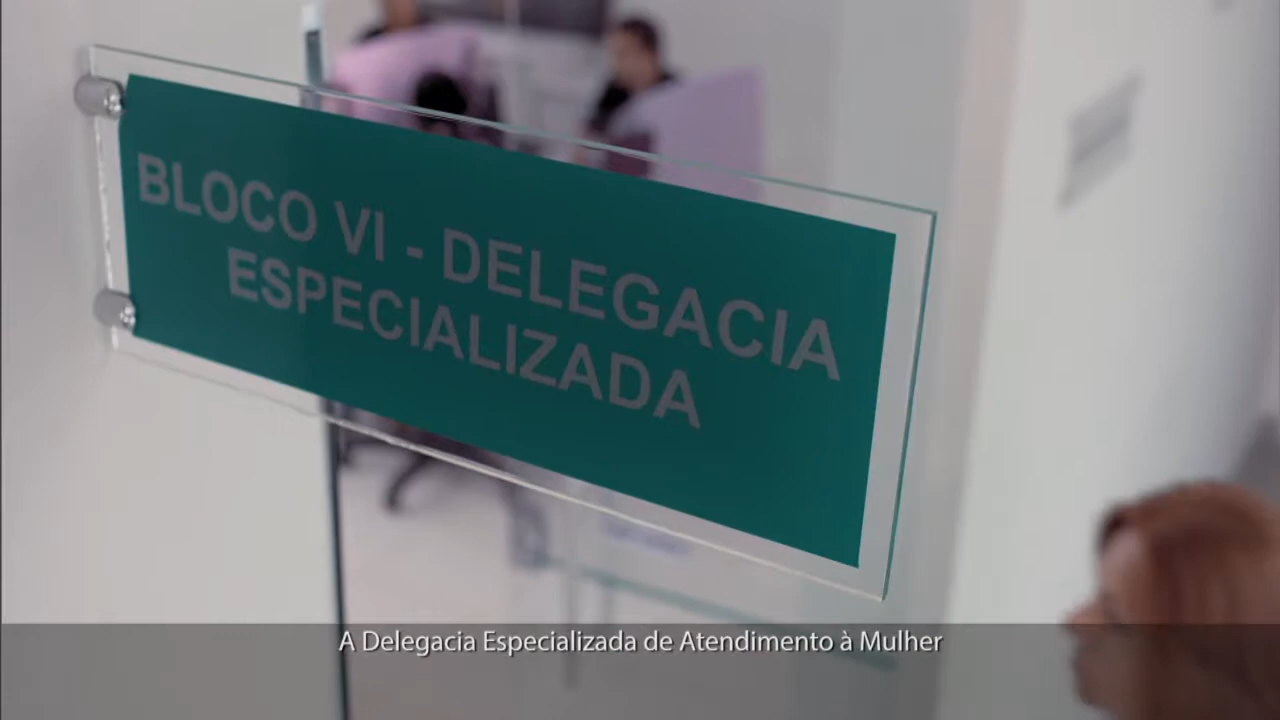 BLOCO VI - DELEGACIA
ESPECIALIZADA
A Delegacia Especializada de Atendimento à Mulher